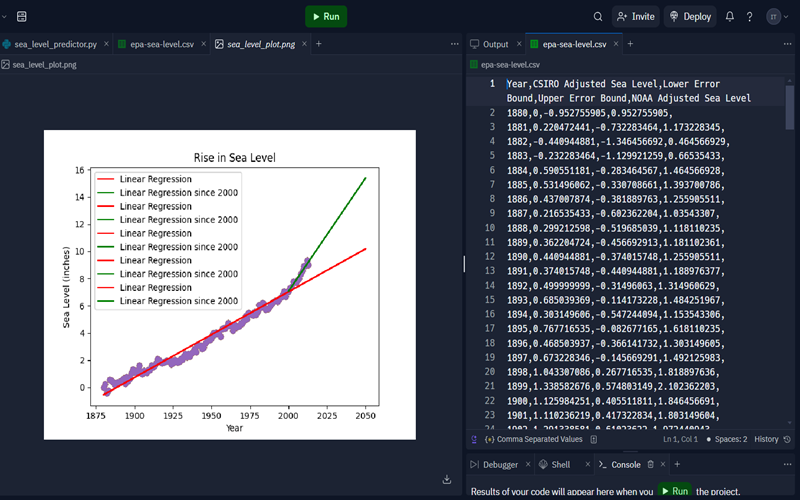 Run
Invite
Deploy
IT
sea_level_predictor.py
epa-sea-level.csv
sea_level_plot.png
sea_level_plot.png
Rise in Sea Level
Linear Regression
Linear Regression since 2000
Linear Regression
Linear Regression since 2000
Linear Regression
Linear Regression since 2000
Linear Regression
Linear Regression since 2000
Linear Regression
Linear Regression since 2000
16
14
12
10
8
6
4
2
0
Sea Level (inches)
1875 1900 1925 1950 1975 2000 2025 2050
Year
Output
epa-sea-level.csv
epa-sea-level.csv
1 Year,CSIRO Adjusted Sea Level,Lower Error
Bound,Upper Error Bound,NOAA Adjusted Sea Level
2 1880,0,-0.952755905,0.952755905,
3 1881,0.220472441,-0.732283464,1.173228345,
4 1882,-0.440944881,-1.346456692,0.464566929,
5 1883,-0.232283464,-1.129921259,0.66535433,
6 1884,0.590551181,-0.283464567,1.464566928,
7 1885,0.531496062,-0.330708661,1.393700786,
8 1886,0.437007874,-0.381889763,1.255905511,
9 1887,0.216535433,-0.602362204,1.03543307,
10 1888,0.299212598,-0.519685039,1.118110235,
11 1889,0.362204724,-0.456692913,1.181102361,
12 1890,0.440944881,-0.374015748,1.255905511,
13 1891,0.374015748,-0.440944881,1.188976377,
14 1892,0.499999999,-0.31496063,1.314960629,
15 1893,0.685039369,-0.114173228,1.484251967,
16 1894,0.303149606,-0.547244094,1.153543306,
17 1895,0.767716535,-0.082677165,1.618110235,
18 1896,0.468503937,-0.366141732,1.303149605,
19 1897,0.673228346,-0.145669291,1.492125983,
20 1898,1.043307086,0.267716535,1.818897636,
21 1899,1.338582676,0.574803149,2.102362203,
22 1900,1.125984251,0.405511811,1.846456691,
23 1901,1.110236219,0.417322834,1.803149604,
24 1902,1.291338581,0.61023622,1.972440943,
Comma Separated Values
Ln 1, Col 1
Spaces: 2
History
Debugger
Shell
Console
Results of your code will appear here when you Run the project.